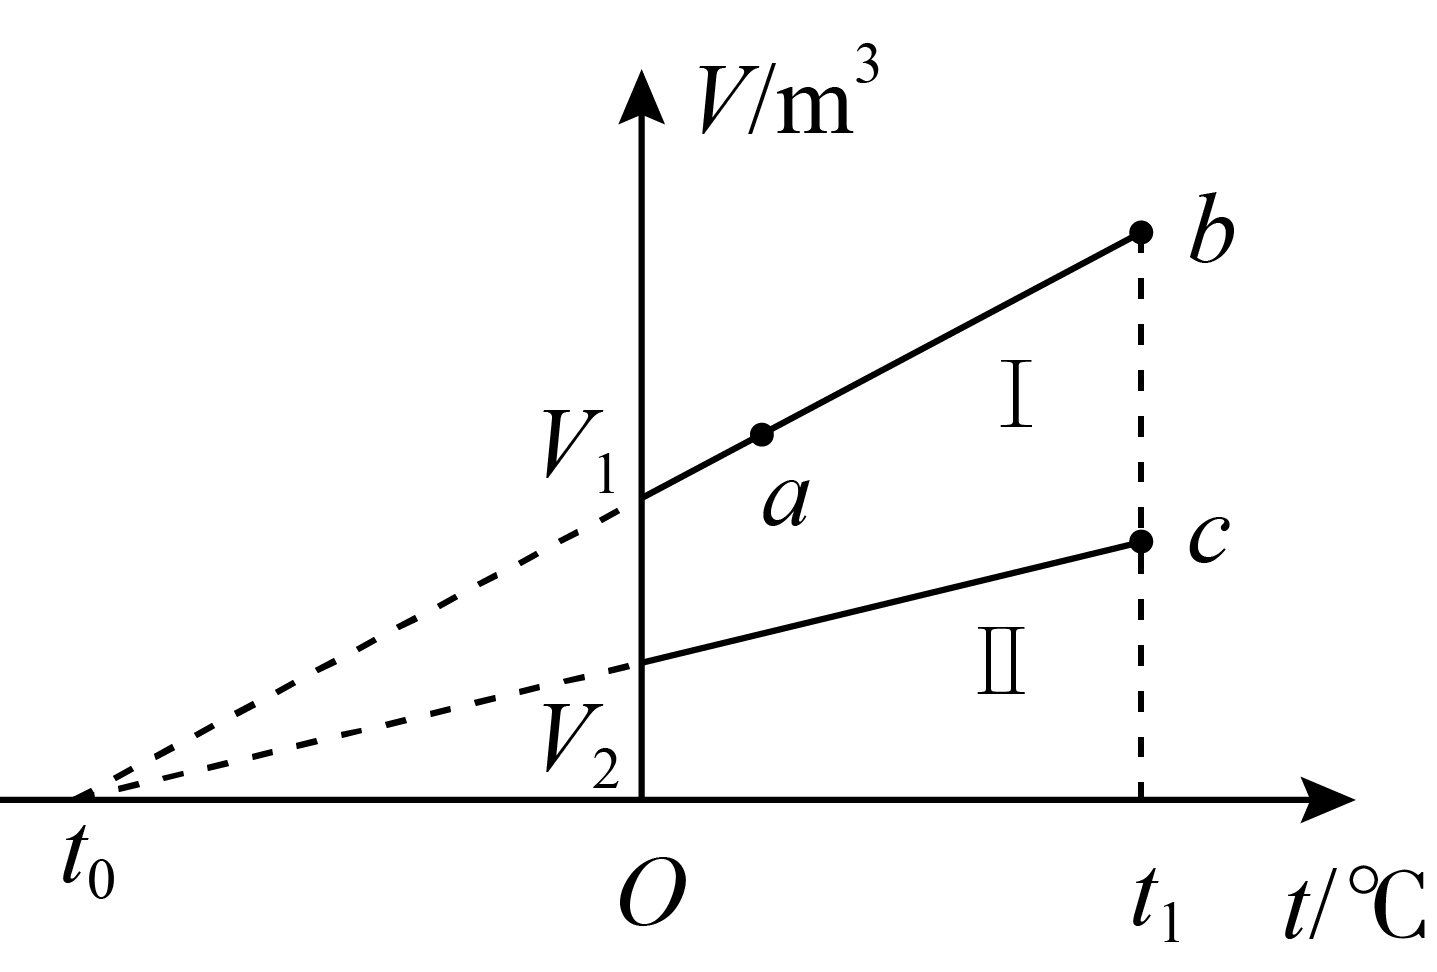 V/m³
b
Ⅰ
V₁
a
c
Ⅱ
V₂
t₀
O
t₁
t/℃